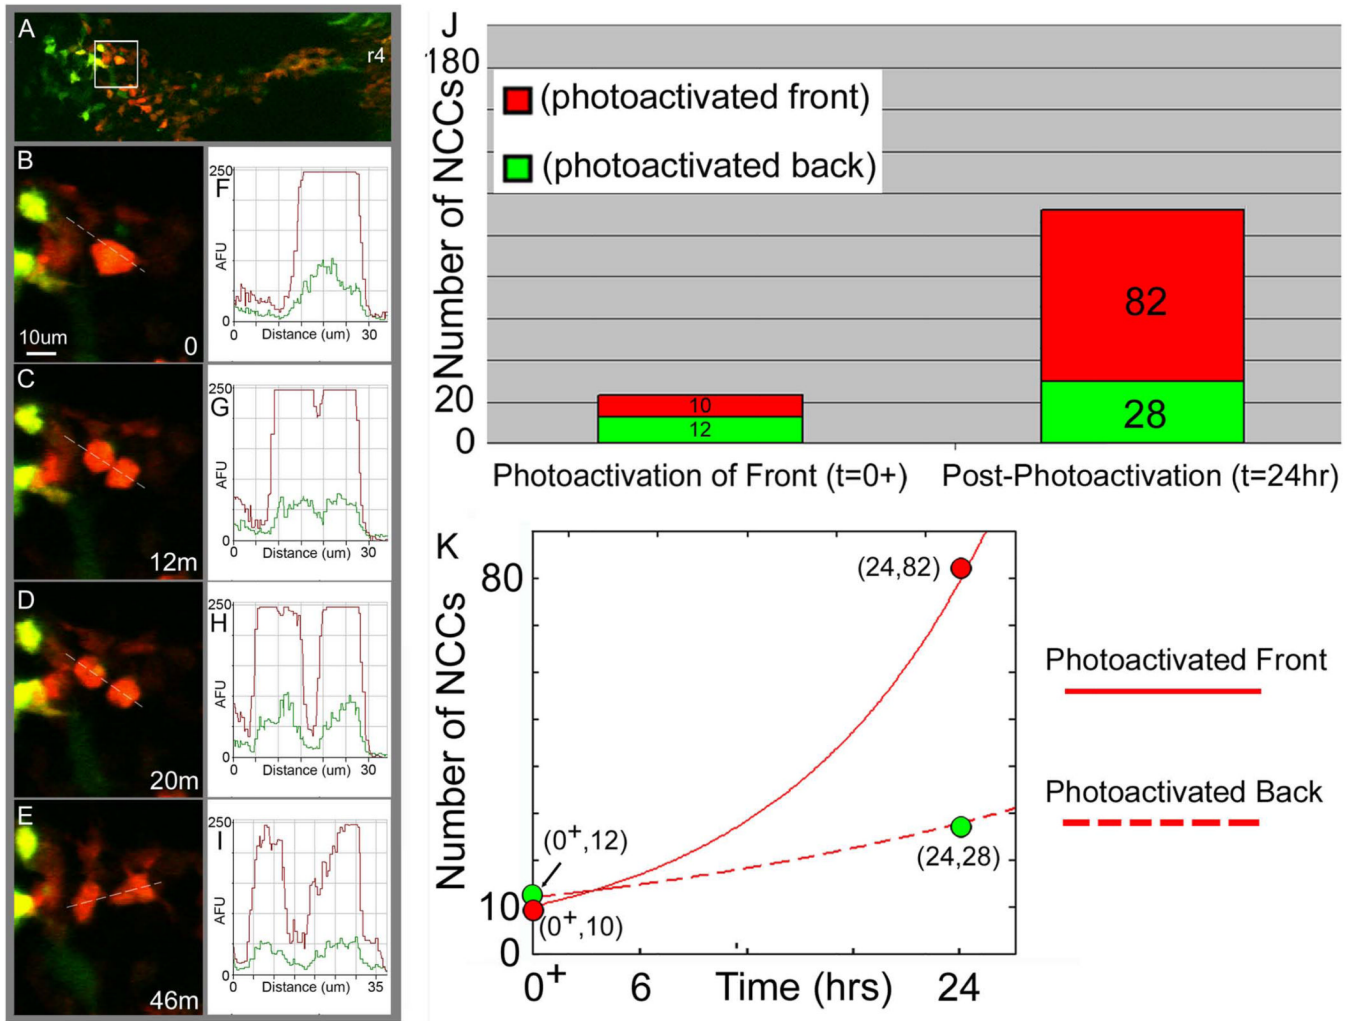 A
r4
B
10um
0
F
250
AFU
0
0 Distance (um) 30
C
12m
G
250
AFU
0
0 Distance (um) 30
D
20m
H
250
AFU
0
0 Distance (um) 30
E
46m
I
250
AFU
0
0 Distance (um) 35
J
180
Number of NCCs
20
0
(photoactivated front)
(photoactivated back)
10
12
82
28
Photoactivation of Front (t=0+)
Post-Photoactivation (t=24hr)
K
80
Number of NCCs
10
0
(24,82)
(0+,12)
(24,28)
(0+,10)
0+ 6 Time (hrs) 24
Photoactivated Front
Photoactivated Back